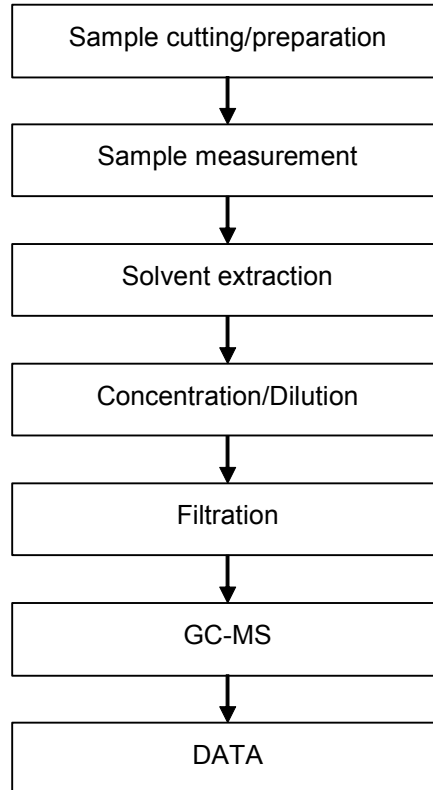 Sample cutting/preparation
Sample measurement
Solvent extraction
Concentration/Dilution
Filtration
GC-MS
DATA